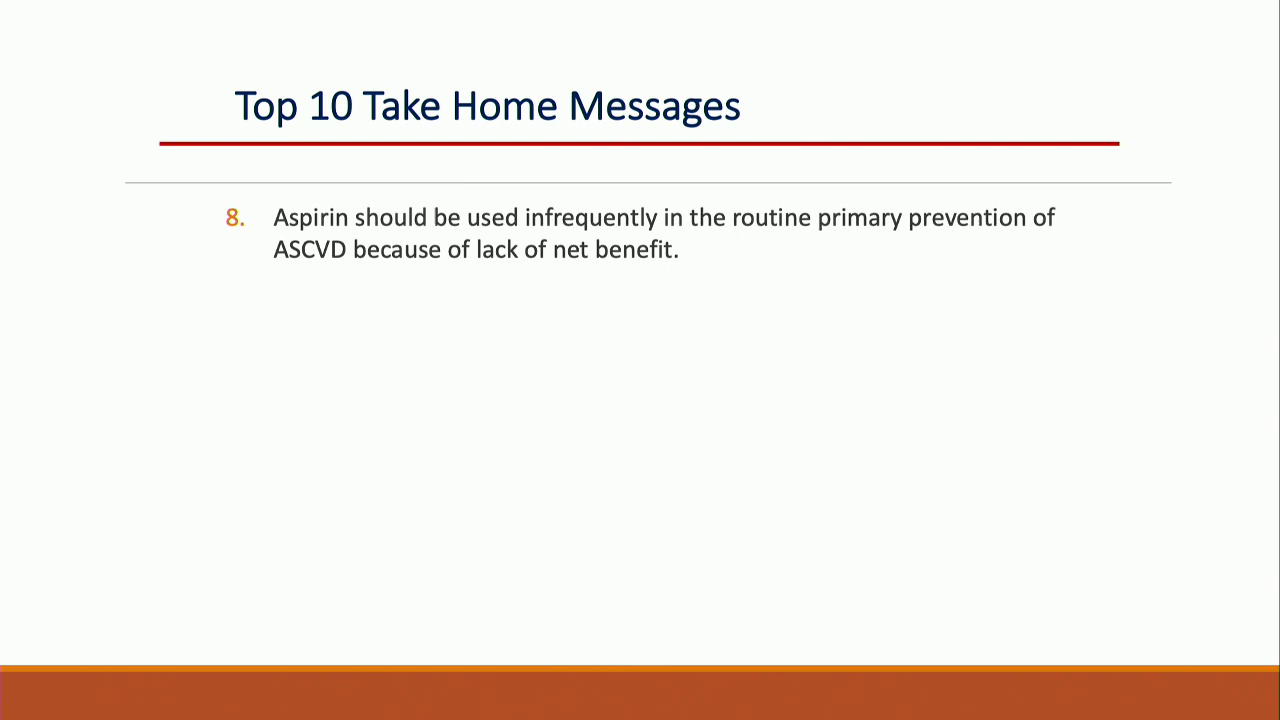 Top 10 Take Home Messages
8. Aspirin should be used infrequently in the routine primary prevention of
ASCVD because of lack of net benefit.